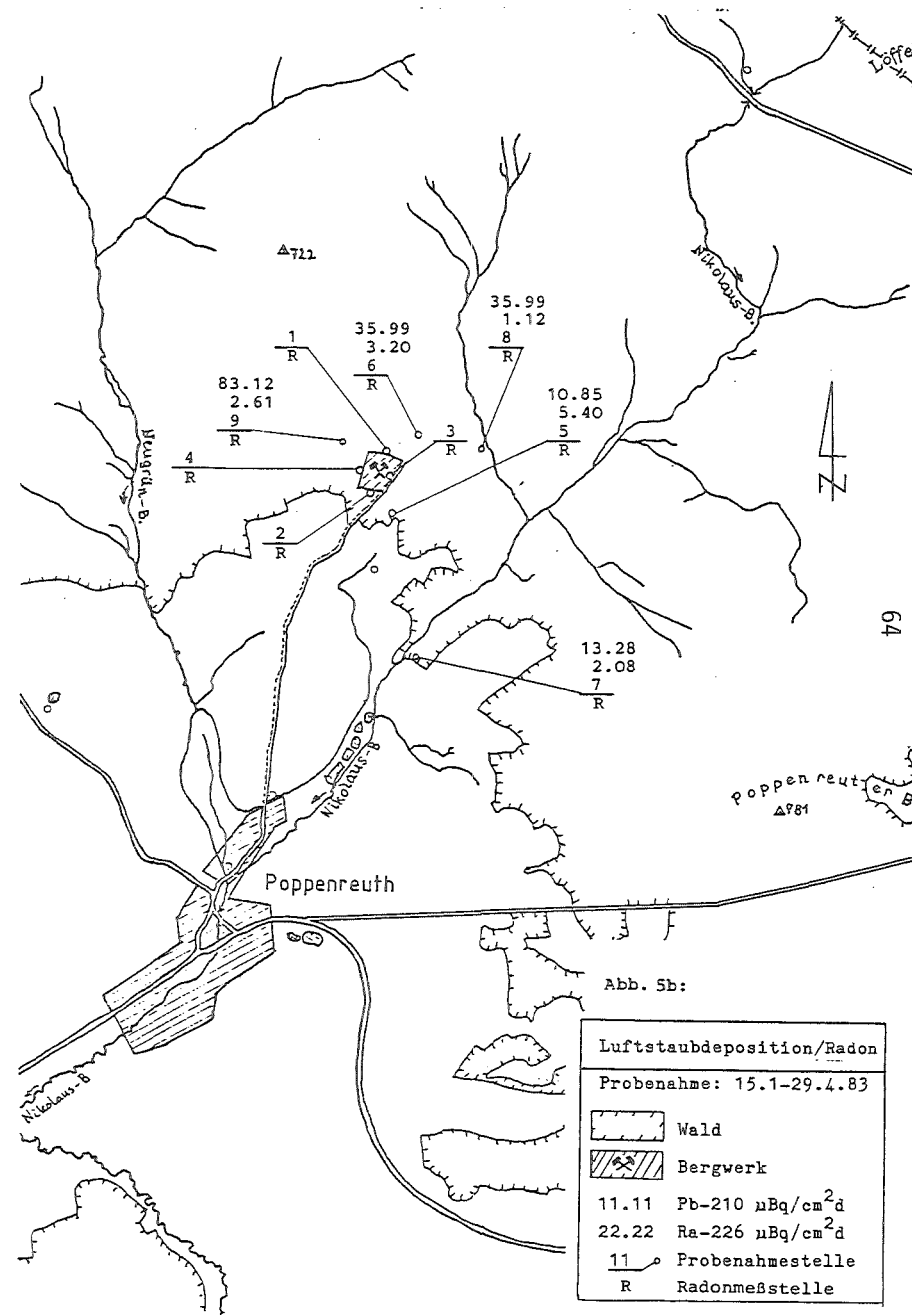 Löffe
Nikolaus-B.
△722
35.99
1.12
8
R
35.99
3.20
6
R
1
R
83.12
2.61
9
R
10.85
5.40
5
R
3
R
4
R
2
R
Neugrün-B.
N
64
13.28
2.08
7
R
Nikolaus-B
poppenreuter B
△781
Poppenreuth
Nikolaus-B
Abb. 5b:
Luftstaubdeposition/Radon
Probenahme: 15.1-29.4.83
Wald
Bergwerk
11.11 Pb-210 µBq/cm²d
22.22 Ra-226 µBq/cm²d
11 Probenahmestelle
R Radonmeßstelle